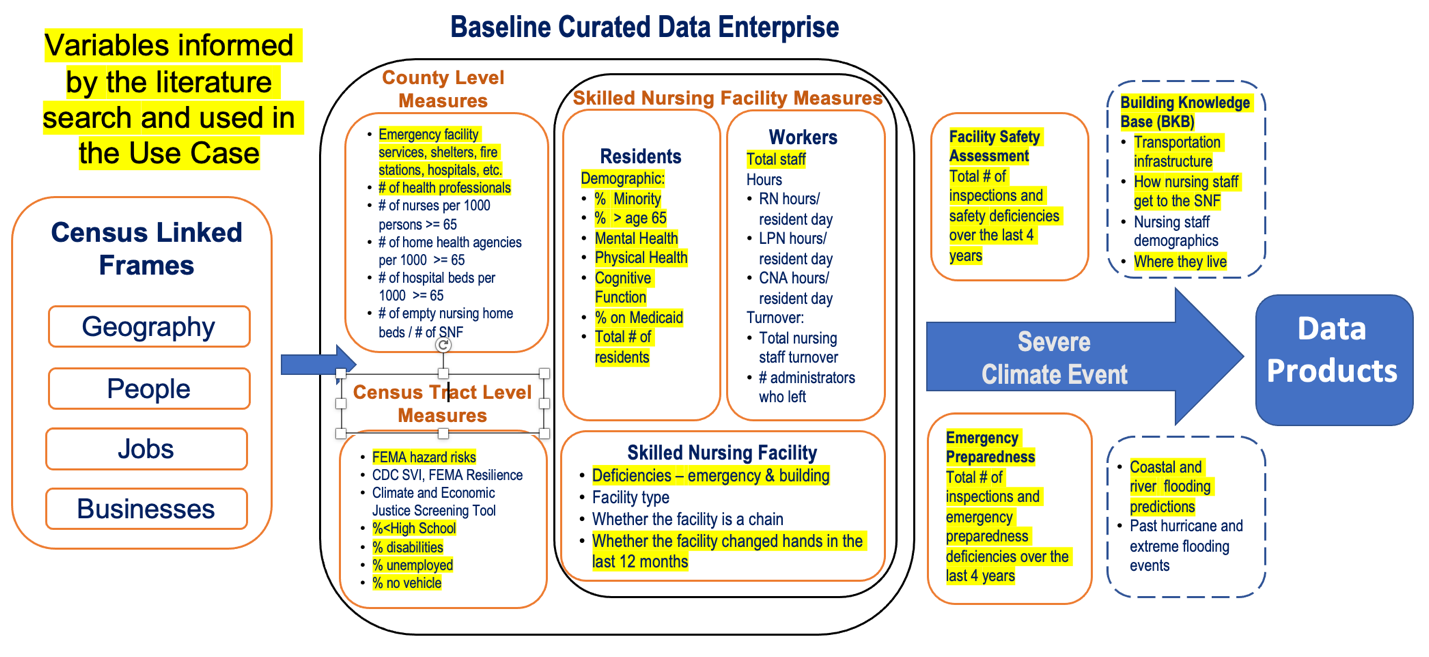 Baseline Curated Data Enterprise
Variables informed
by the literature
search and used in
the Use Case
Census Linked
Frames
Geography
People
Jobs
Businesses
County Level
Measures
• Emergency facility
services, shelters, fire
stations, hospitals, etc.
• # of health professionals
• # of nurses per 1000
persons >= 65
• # of home health agencies
per 1000 >= 65
• # of hospital beds per
1000 >= 65
• # of empty nursing home
beds / # of SNF
Census Tract Level
Measures
• FEMA hazard risks
• CDC SVI, FEMA Resilience
• Climate and Economic
Justice Screening Tool
• %<High School
• % disabilities
• % unemployed
• % no vehicle
Skilled Nursing Facility Measures
Residents
Demographic:
• % Minority
• % > age 65
• Mental Health
• Physical Health
• Cognitive
Function
• % on Medicaid
• Total # of
residents
Workers
Total staff
Hours
• RN hours/
resident day
• LPN hours/
resident day
• CNA hours/
resident day
Turnover:
• Total nursing
staff turnover
• # administrators
who left
Skilled Nursing Facility
• Deficiencies – emergency & building
• Facility type
• Whether the facility is a chain
• Whether the facility changed hands in the
last 12 months
Facility Safety
Assessment
Total # of
inspections and
safety deficiencies
over the last 4
years
Building Knowledge
Base (BKB)
• Transportation
infrastructure
• How nursing staff
get to the SNF
• Nursing staff
demographics
• Where they live
Severe
Climate Event
Data
Products
Emergency
Preparedness
Total # of
inspections and
emergency
preparedness
deficiencies over the
last 4 years
• Coastal and
river flooding
predictions
• Past hurricane and
extreme flooding
events